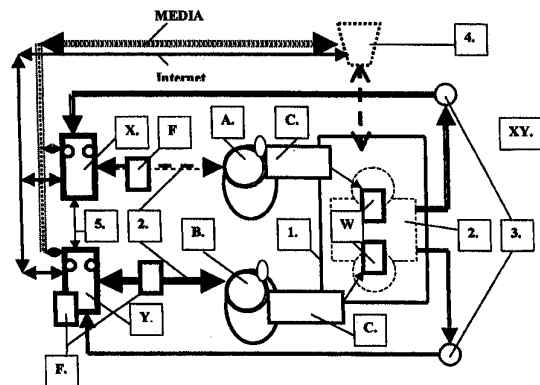 MEDIA
4.
Internet
A.
C.
XY.
X.
F
5.
2.
B.
1.
W
2.
3.
Y.
C.
F.